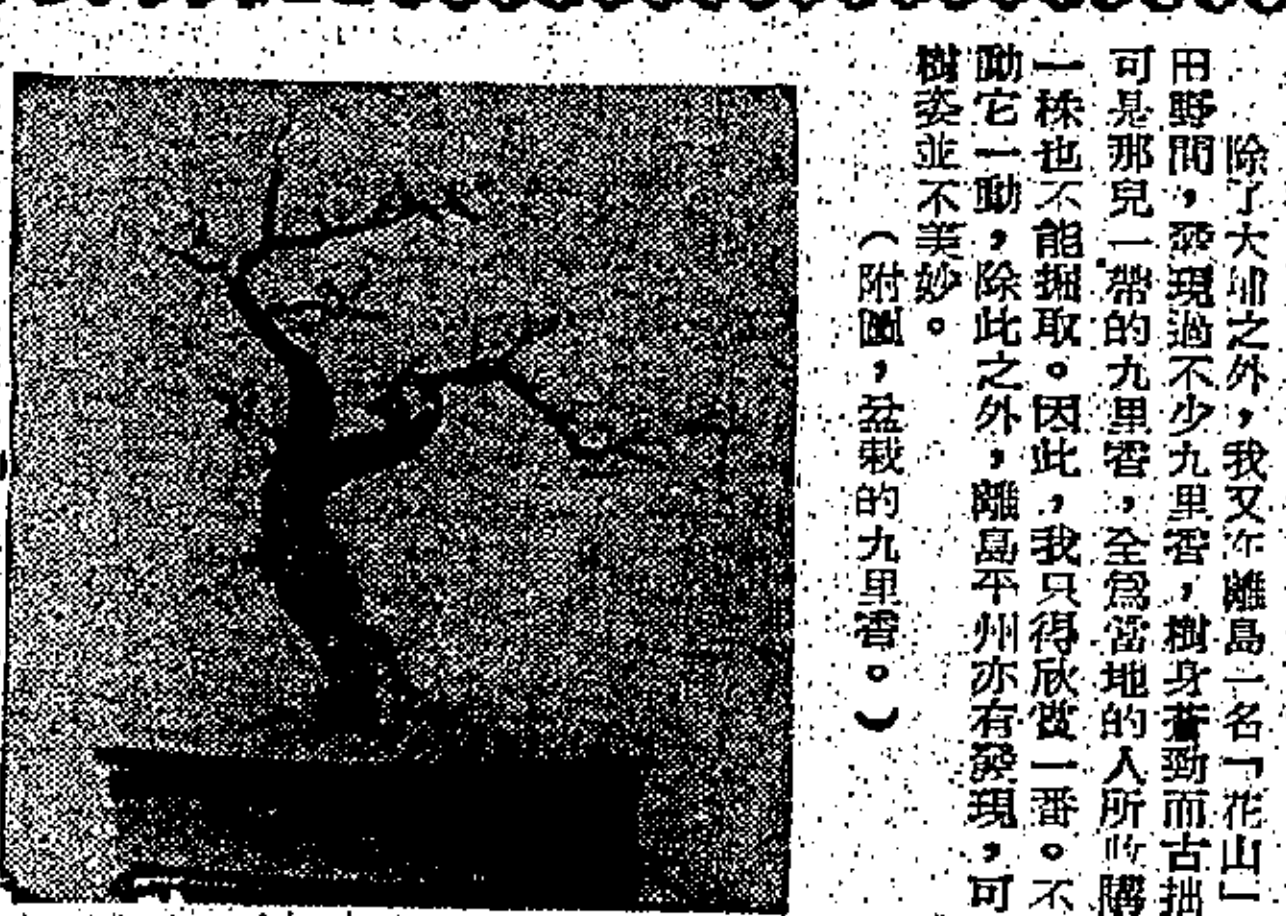 除了大埔之外，我又在離島一名「花山」
田野間，發現過不少九里香，樹身蒼勁而古拙
可是那兒一帶的九里香，全爲當地的人所收購
一株也不能掘取。因此，我只得欣賞一番。不
動它一動，除此之外，離島平州亦有發現，可
樹姿並不美妙。
（附圖，盆栽的九里香。）